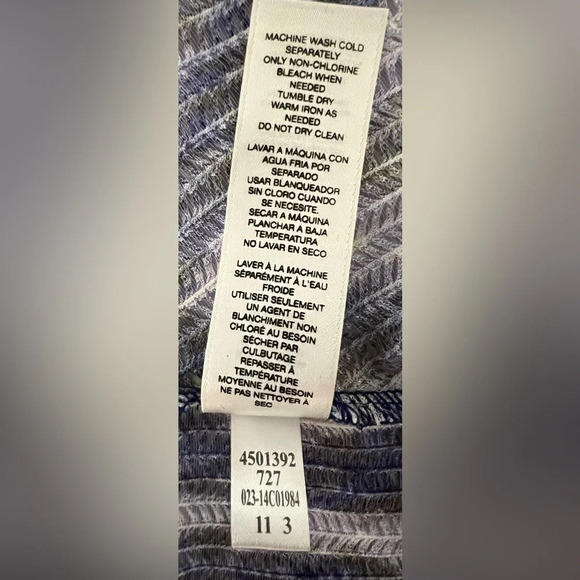 MACHINE WASH COLD
SEPARATELY
ONLY NON-CHLORINE
BLEACH WHEN
NEEDED
TUMBLE DRY
WARM IRON AS
NEEDED
DO NOT DRY CLEAN
LAVAR A MÁQUINA CON
AGUA FRIA POR
SEPARADO
USAR BLANQUEADOR
SIN CLORO CUANDO
SE NECESITE.
SECAR A MÁQUINA
PLANCHAR A BAJA
TEMPERATURA
NO LAVAR EN SECO
LAVER À LA MACHINE
SÉPARÉMENT À L'EAU
FROIDE
UTILISER SEULEMENT
UN AGENT DE
BLANCHIMENT NON
CHLORÉ AU BESOIN
SÉCHER PAR
CULBUTAGE
REPASSER À
TEMPÉRATURE
MOYENNE AU BESOIN
NE PAS NETTOYER À
SEC
4501392
727
023-14C01984
11 3